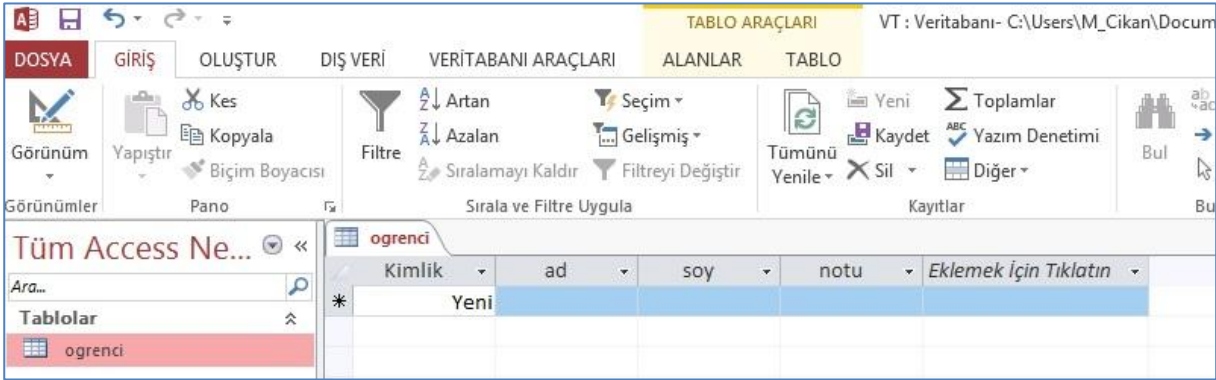 TABLO ARAÇLARI VT : Veritabanı- C:\Users\M_Cikan\Docum
DOSYA GİRİŞ OLUŞTUR DIŞ VERİ VERİTABANI ARAÇLARI ALANLAR TABLO
Görünüm
Görünümler
Yapıştır
Kes
Kopyala
Biçim Boyacısı
Pano
Filtre
Artan
Azalan
Sıralamayı Kaldır
Seçim
Gelişmiş
Filtreyi Değiştir
Sırala ve Filtre Uygula
Tümünü
Yenile
Yeni
Kaydet
Sil
Toplamlar
Yazım Denetimi
Diğer
Kayıtlar
Bul
Bu
Tüm Access Ne...
Ara...
Tablolar
ogrenci
ogrenci
Kimlik ad soy notu Eklemek İçin Tıklatın
Yeni